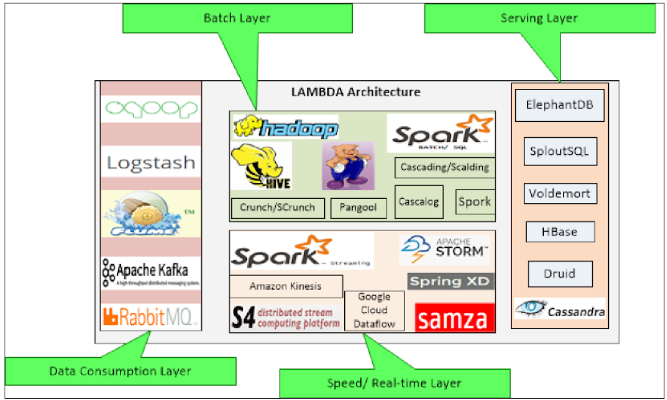 Batch Layer
Serving Layer
LAMBDA Architecture
sqoop
Logstash
FLUME TM
Apache Kafka
A high-throughput distributed messaging system.
RabbitMQ
hadoop
Spark
BATCH/ SQL
HIVE
Cascading/Scalding
Crunch/SCrunch
Pangool
Cascalog
Spork
Spark Streaming
APACHE
STORM™
Amazon Kinesis
Spring XD
S4 distributed stream
computing platform
Google
Cloud
Dataflow
samza
ElephantDB
SploutSQL
Voldemort
HBase
Druid
Cassandra
Data Consumption Layer
Speed/ Real-time Layer